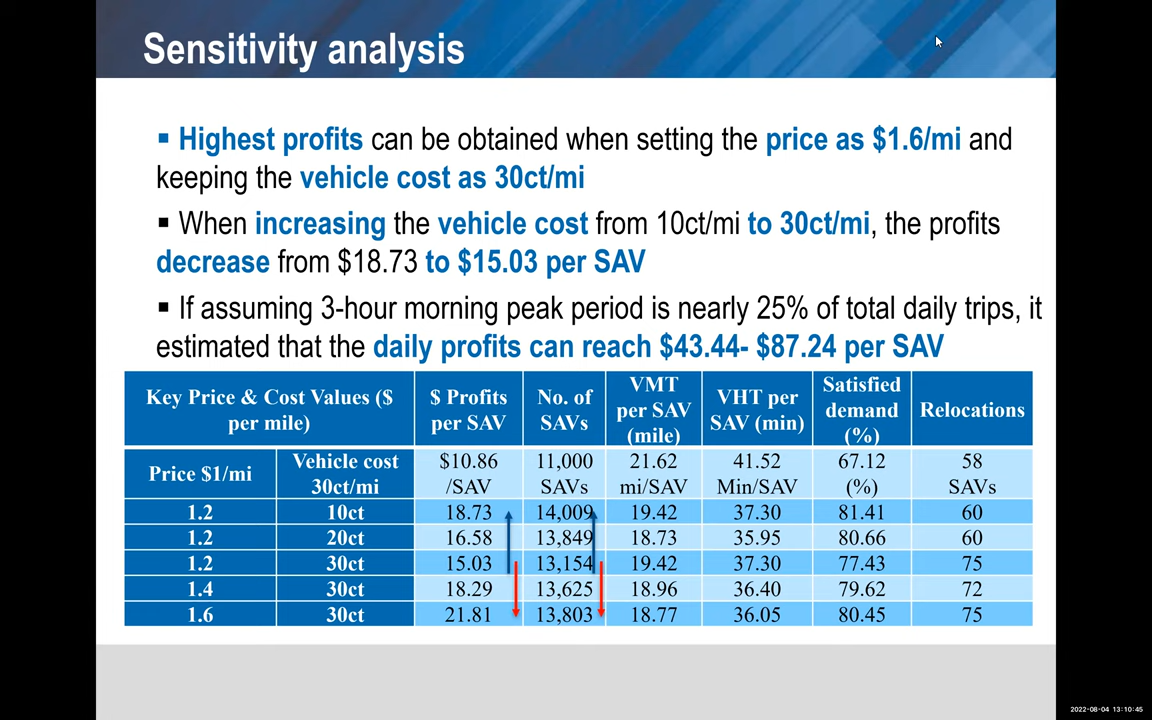 Sensitivity analysis
▪ Highest profits can be obtained when setting the price as $1.6/mi and
keeping the vehicle cost as 30ct/mi
▪ When increasing the vehicle cost from 10ct/mi to 30ct/mi, the profits
decrease from $18.73 to $15.03 per SAV
▪ If assuming 3-hour morning peak period is nearly 25% of total daily trips, it
estimated that the daily profits can reach $43.44- $87.24 per SAV
Key Price & Cost Values ($
per mile)
$ Profits
per SAV
No. of
SAVs
VMT
per SAV
(mile)
VHT per
SAV (min)
Satisfied
demand
(%)
Relocations
Price $1/mi
Vehicle cost
30ct/mi
$10.86
/SAV
11,000
SAVs
21.62
mi/SAV
41.52
Min/SAV
67.12
(%)
58
SAVs
1.2 10ct 18.73 14,009 19.42 37.30 81.41 60
1.2 20ct 16.58 13,849 18.73 35.95 80.66 60
1.2 30ct 15.03 13,154 19.42 37.30 77.43 75
1.4 30ct 18.29 13,625 18.96 36.40 79.62 72
1.6 30ct 21.81 13,803 18.77 36.05 80.45 75
2022-08-04 13:10:45